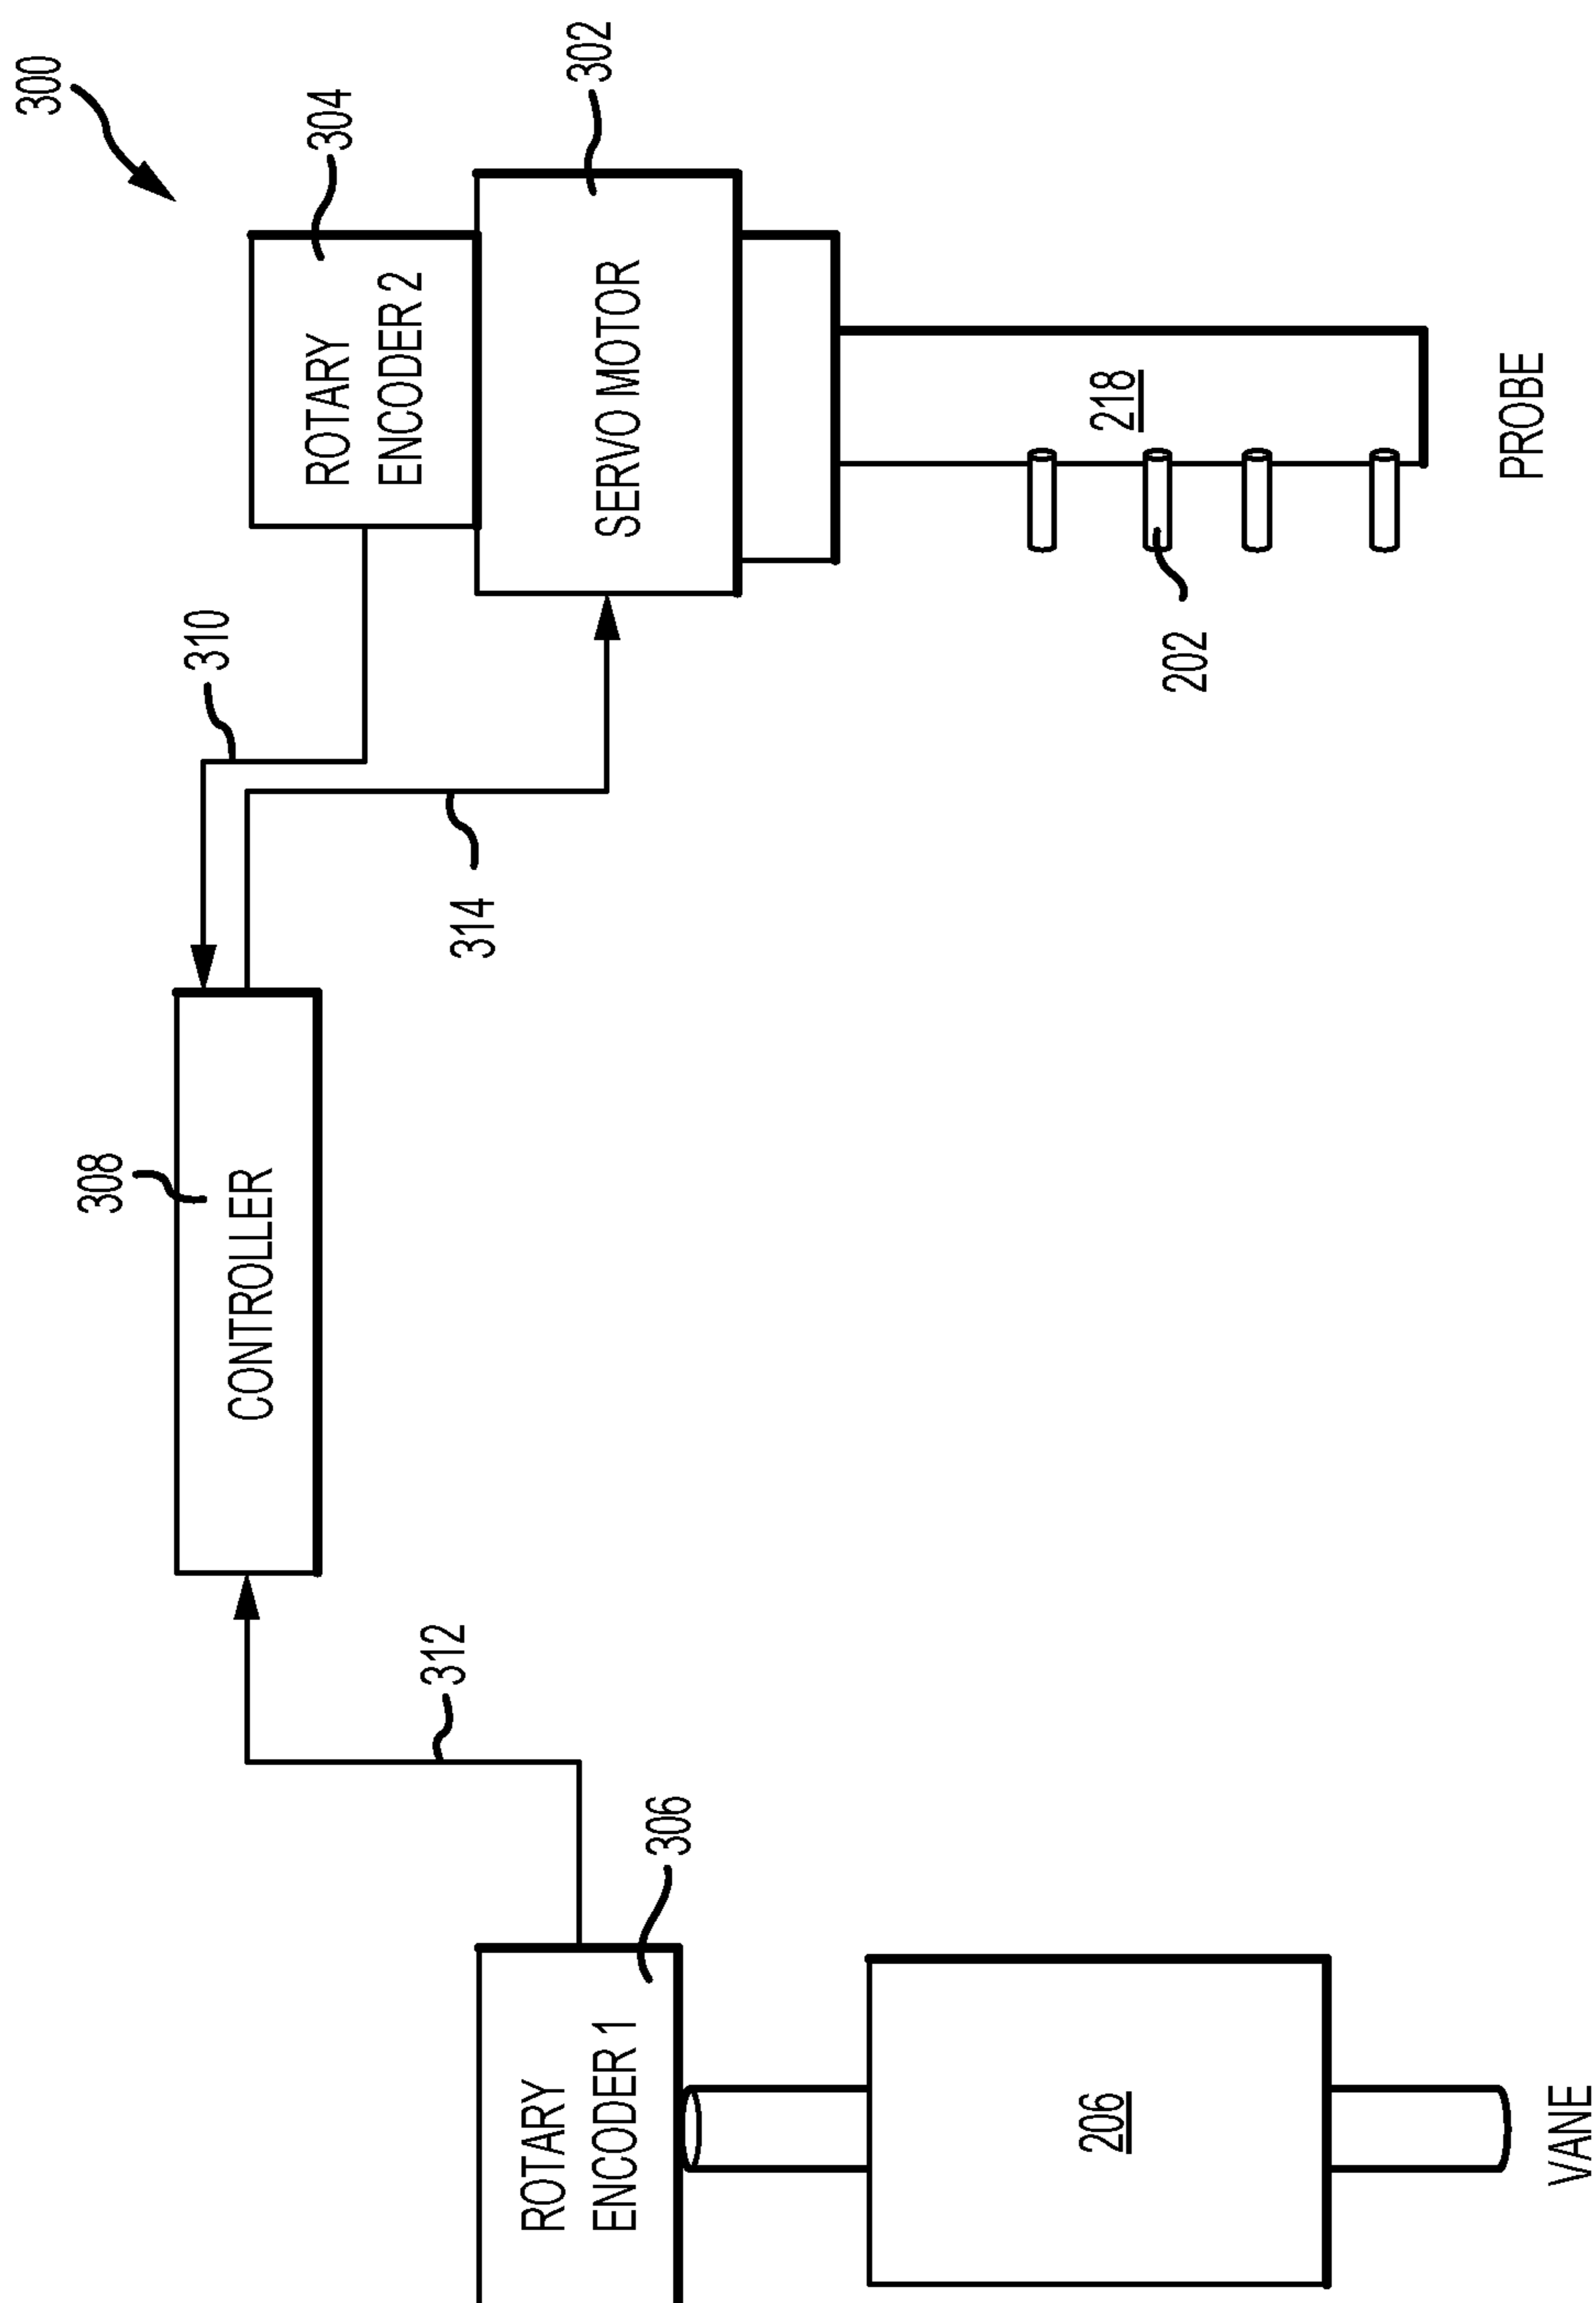 300
304
302
ROTARY
ENCODER 2
SERVO MOTOR
310
314
218
202
PROBE
308
CONTROLLER
312
306
ROTARY
ENCODER 1
206
VANE